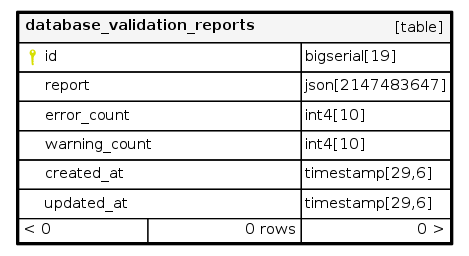 database_validation_reports [table]
id bigserial[19]
report json[2147483647]
error_count int4[10]
warning_count int4[10]
created_at timestamp[29,6]
updated_at timestamp[29,6]
< 0 0 rows 0 >